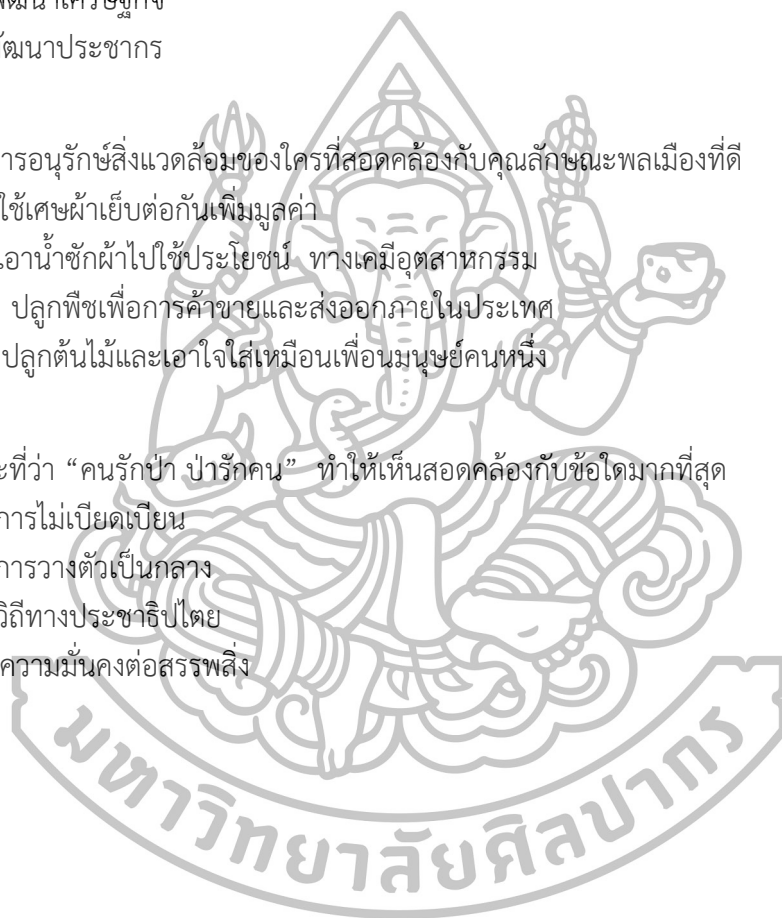 พัฒนาเศรษฐกิจ
พัฒนาประชากร
การอนุรักษ์สิ่งแวดล้อมของใครที่สอดคล้องกับคุณลักษณะพลเมืองที่ดี
ใช้เศษผ้าเย็บต่อกันเพิ่มมูลค่า
เอาน้ำซักผ้าไปใช้ประโยชน์ ทางเคมีอุตสาหกรรม
ปลูกพืชเพื่อการค้าขายและส่งออกภายในประเทศ
ปลูกต้นไม้และเอาใจใส่เหมือนเพื่อนมนุษย์คนหนึ่ง
ที่ว่า “คนรักป่า ป่ารักคน” ทำให้เห็นสอดคล้องกับข้อใดมากที่สุด
การไม่เบียดเบียน
การวางตัวเป็นกลาง
วิถีทางประชาธิปไตย
ความมั่นคงต่อสรรพสิ่ง
มหาวิทยาลัยศิลปากร